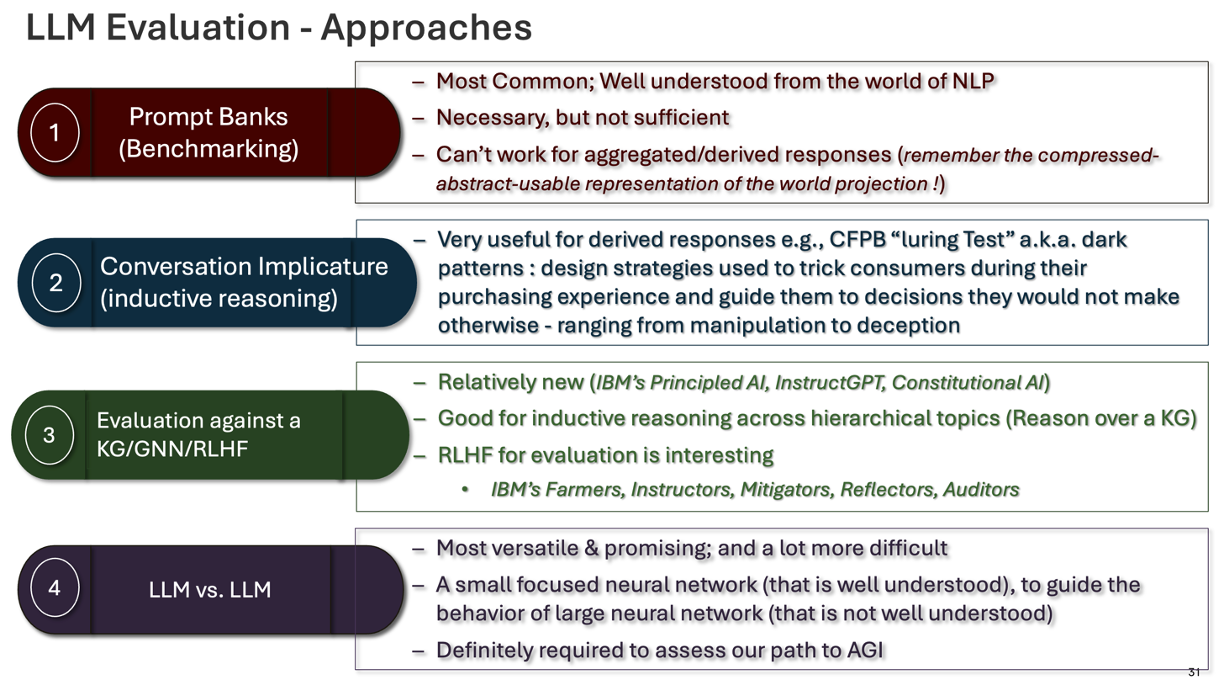 LLM Evaluation - Approaches
1
Prompt Banks
(Benchmarking)
– Most Common; Well understood from the world of NLP
– Necessary, but not sufficient
– Can’t work for aggregated/derived responses (remember the compressed-
abstract-usable representation of the world projection !)
2
Conversation Implicature
(inductive reasoning)
– Very useful for derived responses e.g., CFPB “luring Test” a.k.a. dark
patterns : design strategies used to trick consumers during their
purchasing experience and guide them to decisions they would not make
otherwise - ranging from manipulation to deception
3
Evaluation against a
KG/GNN/RLHF
– Relatively new (IBM’s Principled AI, InstructGPT, Constitutional AI)
– Good for inductive reasoning across hierarchical topics (Reason over a KG)
– RLHF for evaluation is interesting
• IBM’s Farmers, Instructors, Mitigators, Reflectors, Auditors
4
LLM vs. LLM
– Most versatile & promising; and a lot more difficult
– A small focused neural network (that is well understood), to guide the
behavior of large neural network (that is not well understood)
– Definitely required to assess our path to AGI
31